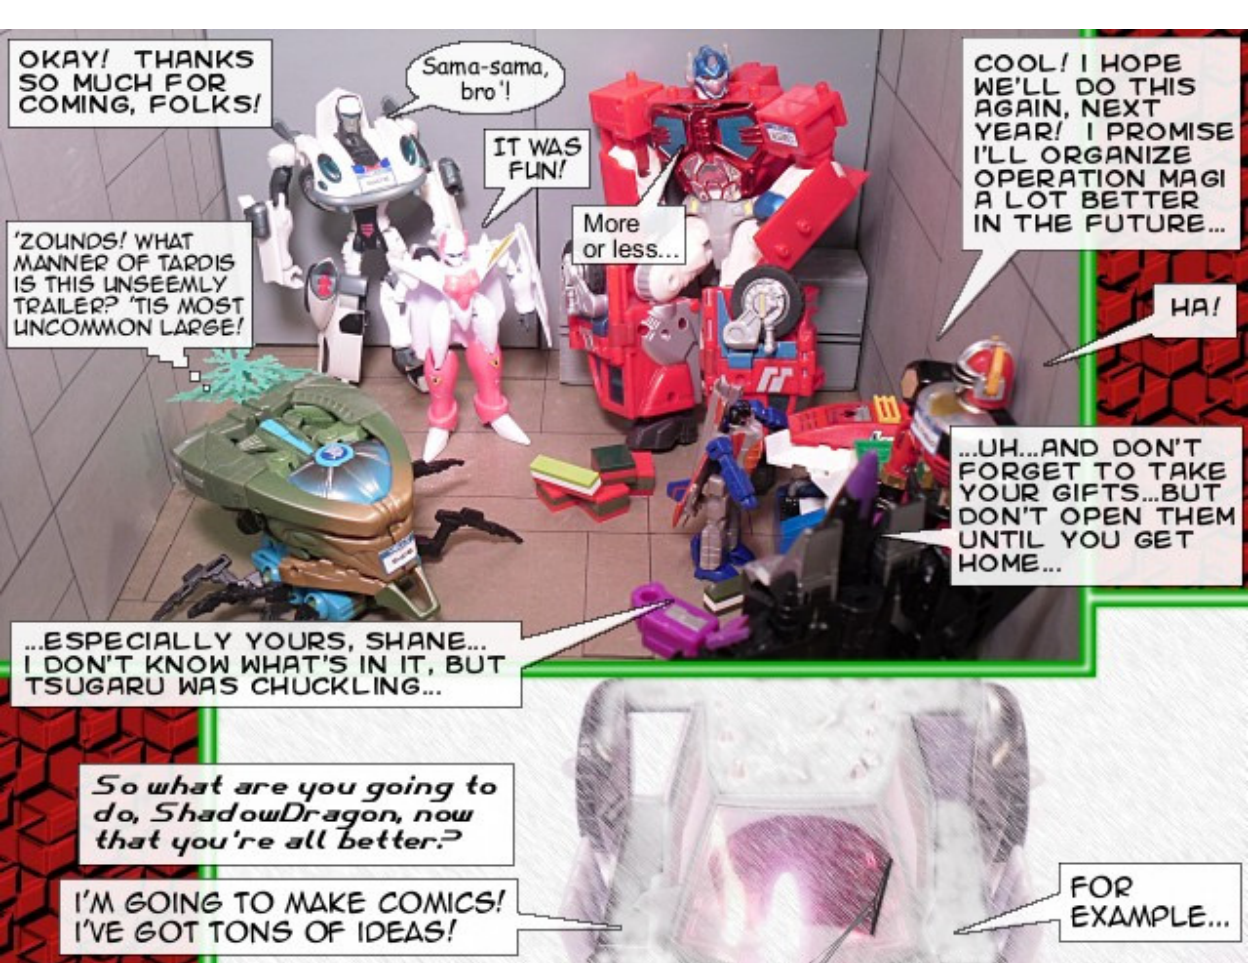 OKAY! THANKS
SO MUCH FOR
COMING, FOLKS!
Sama-sama,
bro'!
IT WAS
FUN!
More
or less...
COOL! I HOPE
WE'LL DO THIS
AGAIN, NEXT
YEAR! I PROMISE
I'LL ORGANIZE
OPERATION MAGI
A LOT BETTER
IN THE FUTURE...
'ZOUNDS! WHAT
MANNER OF TARDIS
IS THIS UNSEEMLY
TRAILER? 'TIS MOST
UNCOMMON LARGE!
HA!
...UH...AND DON'T
FORGET TO TAKE
YOUR GIFTS...BUT
DON'T OPEN THEM
UNTIL YOU GET
HOME...
...ESPECIALLY YOURS, SHANE...
I DON'T KNOW WHAT'S IN IT, BUT
TSUGARU WAS CHUCKLING...
So what are you going to
do, ShadowDragon, now
that you're all better?
I'M GOING TO MAKE COMICS!
I'VE GOT TONS OF IDEAS!
FOR
EXAMPLE...